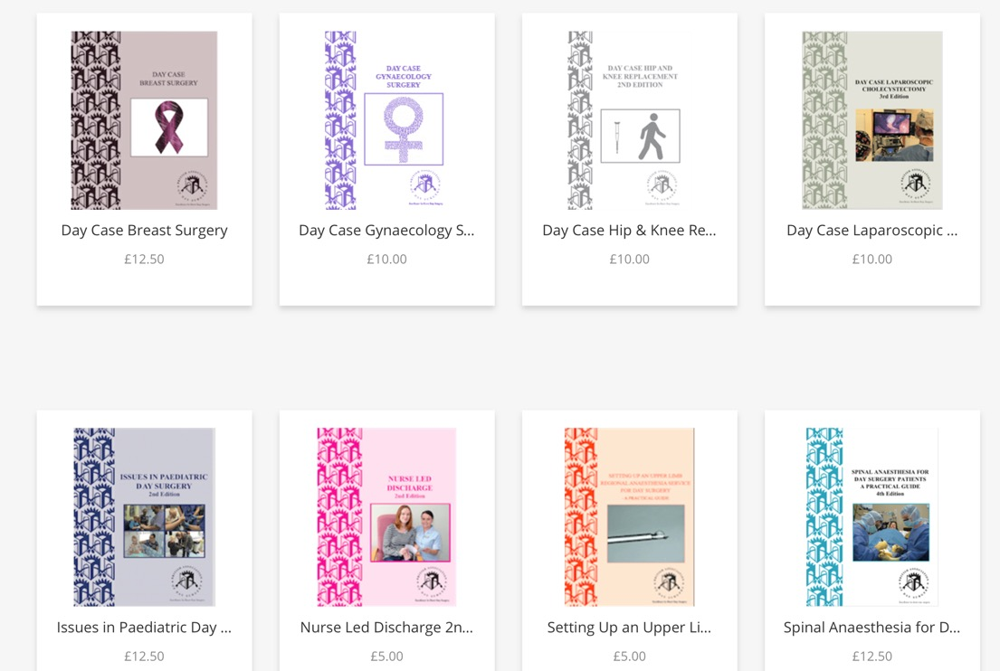 DAY CASE
BREAST SURGERY
Day Case Breast Surgery
£12.50
DAY CASE
GYNAECOLOGY
SURGERY
Day Case Gynaecology S...
£10.00
DAY CASE HIP AND
KNEE REPLACEMENT
2ND EDITION
Day Case Hip & Knee Re...
£10.00
DAY CASE LAPAROSCOPIC
CHOLECYSTECTOMY
3rd Edition
Day Case Laparoscopic ...
£10.00
ISSUES IN PAEDIATRIC
DAY SURGERY
2nd Edition
Issues in Paediatric Day ...
£12.50
NURSE LED
DISCHARGE
2nd Edition
Nurse Led Discharge 2n...
£5.00
SETTING UP AN UPPER LIMB
REGIONAL ANAESTHESIA SERVICE
FOR DAY SURGERY
A PRACTICAL GUIDE
Setting Up an Upper Li...
£5.00
SPINAL ANAESTHESIA FOR
DAY SURGERY PATIENTS
A PRACTICAL GUIDE
4th Edition
Spinal Anaesthesia for D...
£12.50